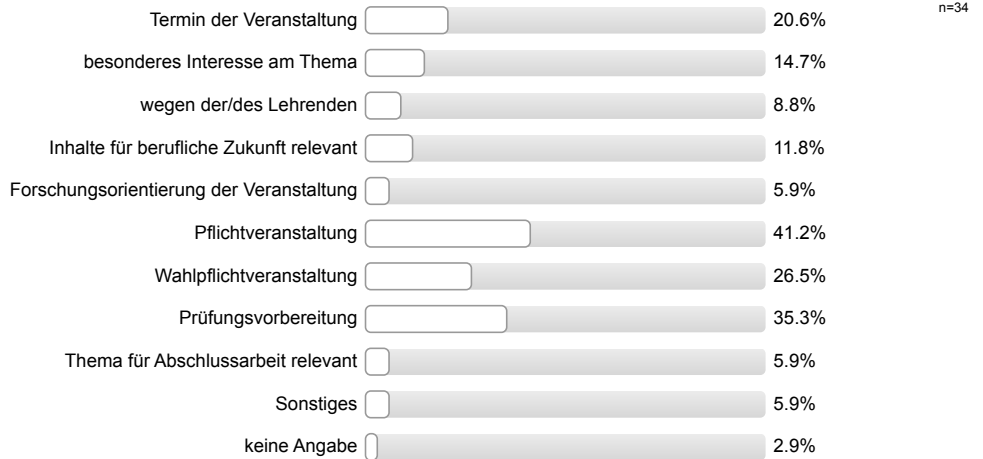 Termin der Veranstaltung 20.6% n=34
besonderes Interesse am Thema 14.7%
wegen der/des Lehrenden 8.8%
Inhalte für berufliche Zukunft relevant 11.8%
Forschungsorientierung der Veranstaltung 5.9%
Pflichtveranstaltung 41.2%
Wahlpflichtveranstaltung 26.5%
Prüfungsvorbereitung 35.3%
Thema für Abschlussarbeit relevant 5.9%
Sonstiges 5.9%
keine Angabe 2.9%